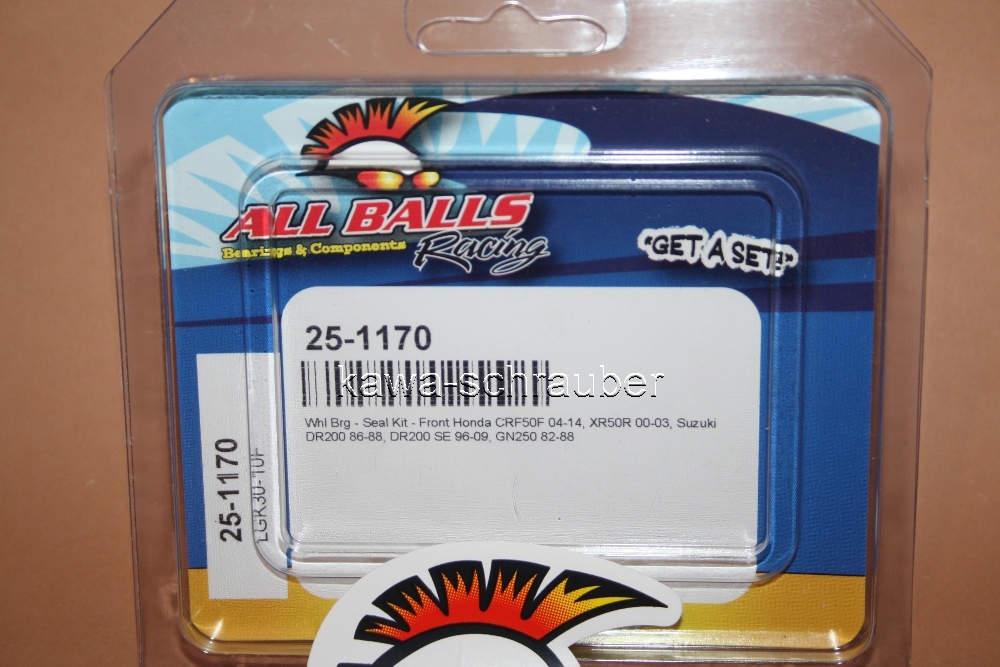 ALL BALLS
Bearings & Components
Racing
"GET A SET!"
25-1170
kawa-schrauber
Whl Brg - Seal Kit - Front Honda CRF50F 04-14, XR50R 00-03, Suzuki
DR200 86-88, DR200 SE 96-09, GN250 82-88
25-1170